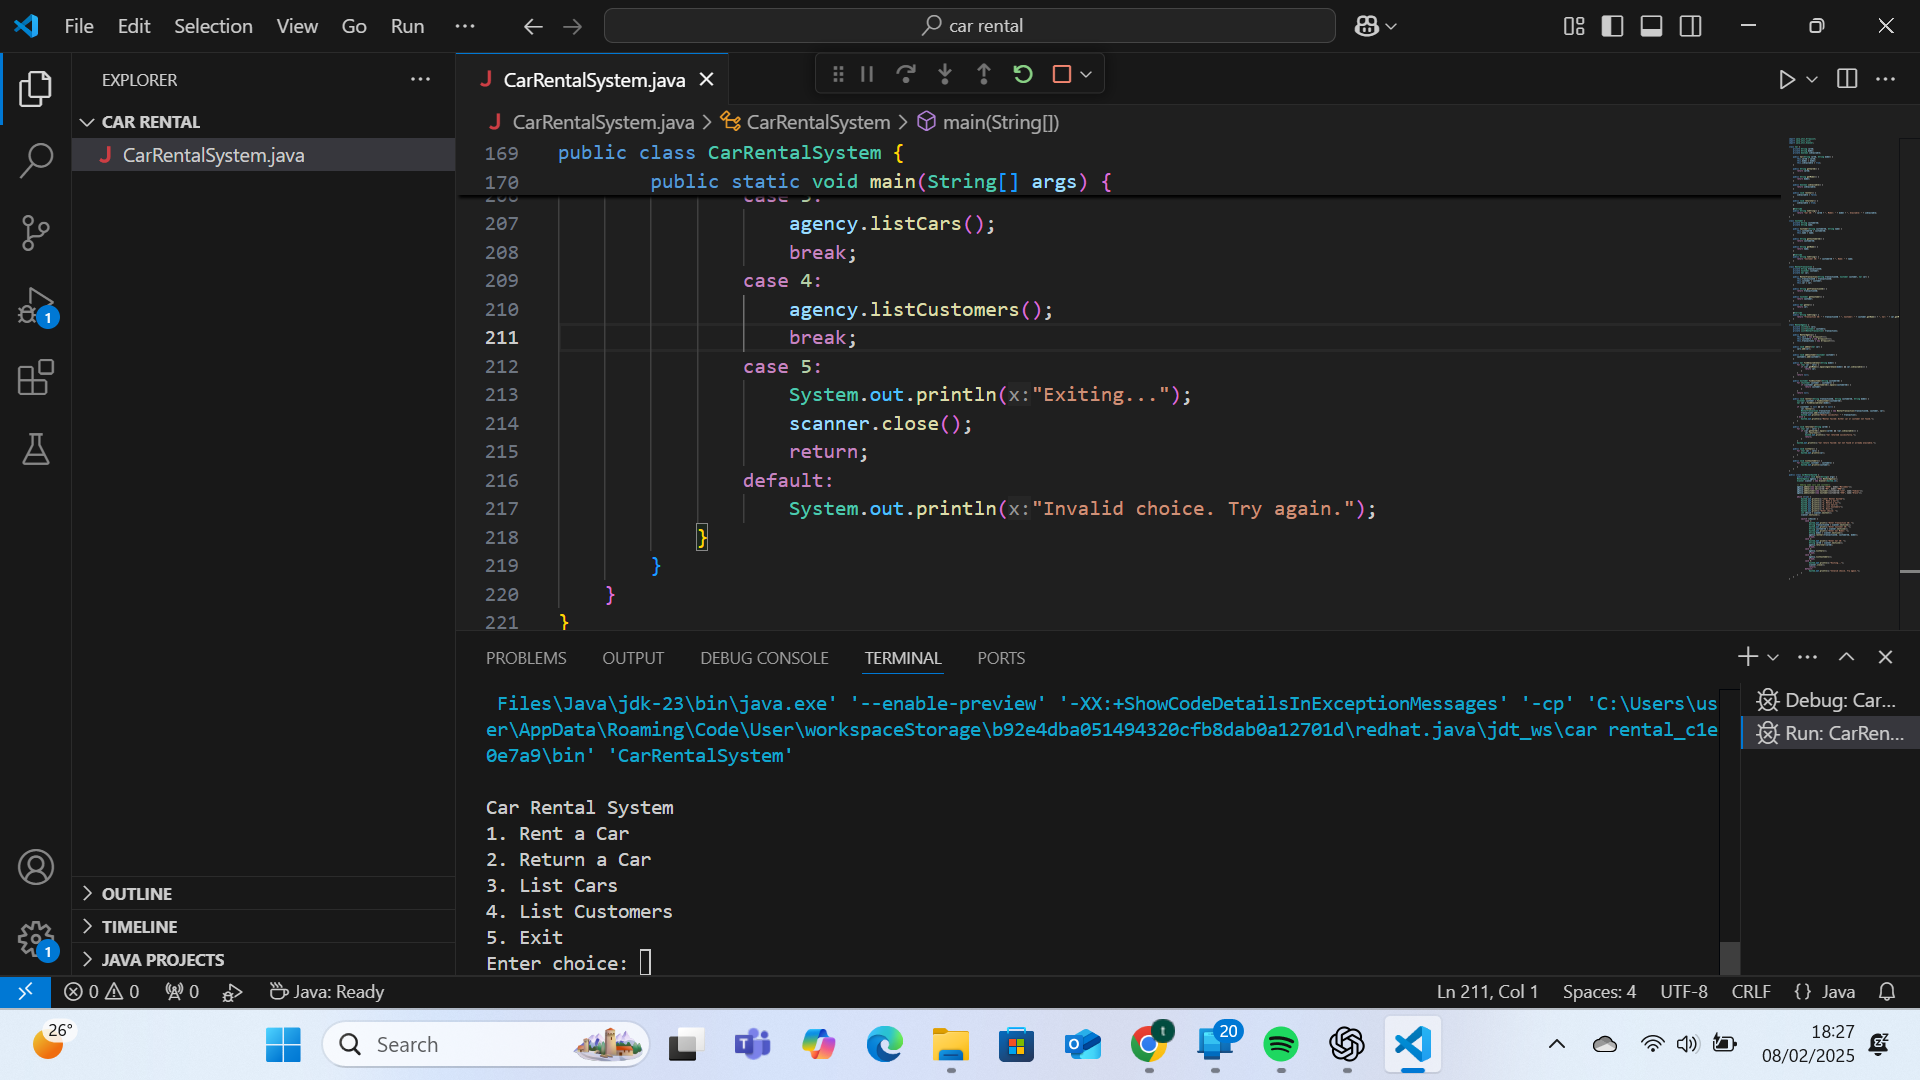 File Edit Selection View Go Run ...
car rental
EXPLORER
CAR RENTAL
J CarRentalSystem.java
OUTLINE
TIMELINE
JAVA PROJECTS
J CarRentalSystem.java
J CarRentalSystem.java > CarRentalSystem > main(String[])
169 public class CarRentalSystem {
170 public static void main(String[] args) {
207 agency.listCars();
208 break;
209 case 4:
210 agency.listCustomers();
211 break;
212 case 5:
213 System.out.println(x:"Exiting...");
214 scanner.close();
215 return;
216 default:
217 System.out.println(x:"Invalid choice. Try again.");
218 }
219 }
220 }
221 }
PROBLEMS OUTPUT DEBUG CONSOLE TERMINAL PORTS
Files\Java\jdk-23\bin\java.exe' '--enable-preview' '-XX:+ShowCodeDetailsInExceptionMessages' '-cp' 'C:\Users\us
er\AppData\Roaming\Code\User\workspaceStorage\b92e4dba051494320cfb8dab0a12701d\redhat.java\jdt_ws\car rental_c1e
0e7a9\bin' 'CarRentalSystem'
Car Rental System
1. Rent a Car
2. Return a Car
3. List Cars
4. List Customers
5. Exit
Enter choice:
Debug: Car...
Run: CarRen...
1
1
0 0 0 Java: Ready
Ln 211, Col 1 Spaces: 4 UTF-8 CRLF {} Java
26°
Search
20
t
18:27
08/02/2025